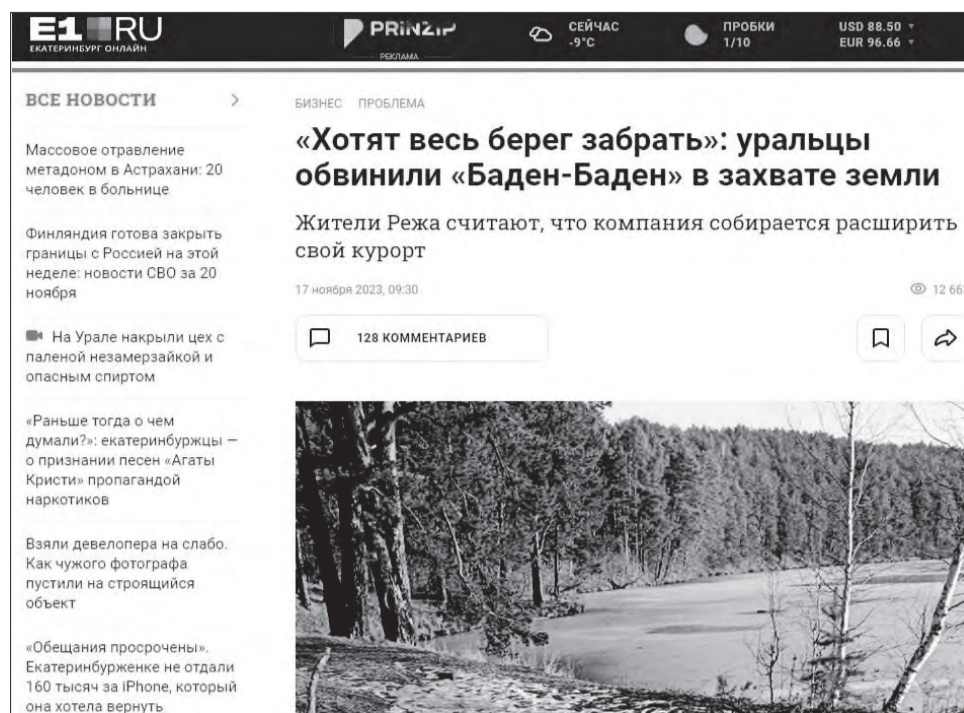 E1 RU
ЕКАТЕРИНБУРГ ОНЛАЙН
PRINZIP
РЕКЛАМА
СЕЙЧАС
-9°C
ПРОБКИ
1/10
USD 88.50
EUR 96.66
ВСЕ НОВОСТИ
Массовое отравление
метадоном в Астрахани: 20
человек в больнице
Финляндия готова закрыть
границы с Россией на этой
неделе: новости СВО за 20
ноября
На Урале накрыли цех с
паленой незамерзайкой и
опасным спиртом
«Раньше тогда о чем
думали?»: екатеринбуржцы —
о признании песен «Агаты
Кристи» пропагандой
наркотиков
Взяли девелопера на слабо.
Как чужого фотографа
пустили на строящийся
объект
«Обещания просрочены».
Екатеринбурженке не отдали
160 тысяч за iPhone, который
она хотела вернуть
БИЗНЕС ПРОБЛЕМА
«Хотят весь берег забрать»: уральцы
обвинили «Баден-Баден» в захвате земли
Жители Режа считают, что компания собирается расширить
свой курорт
17 ноября 2023, 09:30
128 КОММЕНТАРИЕВ